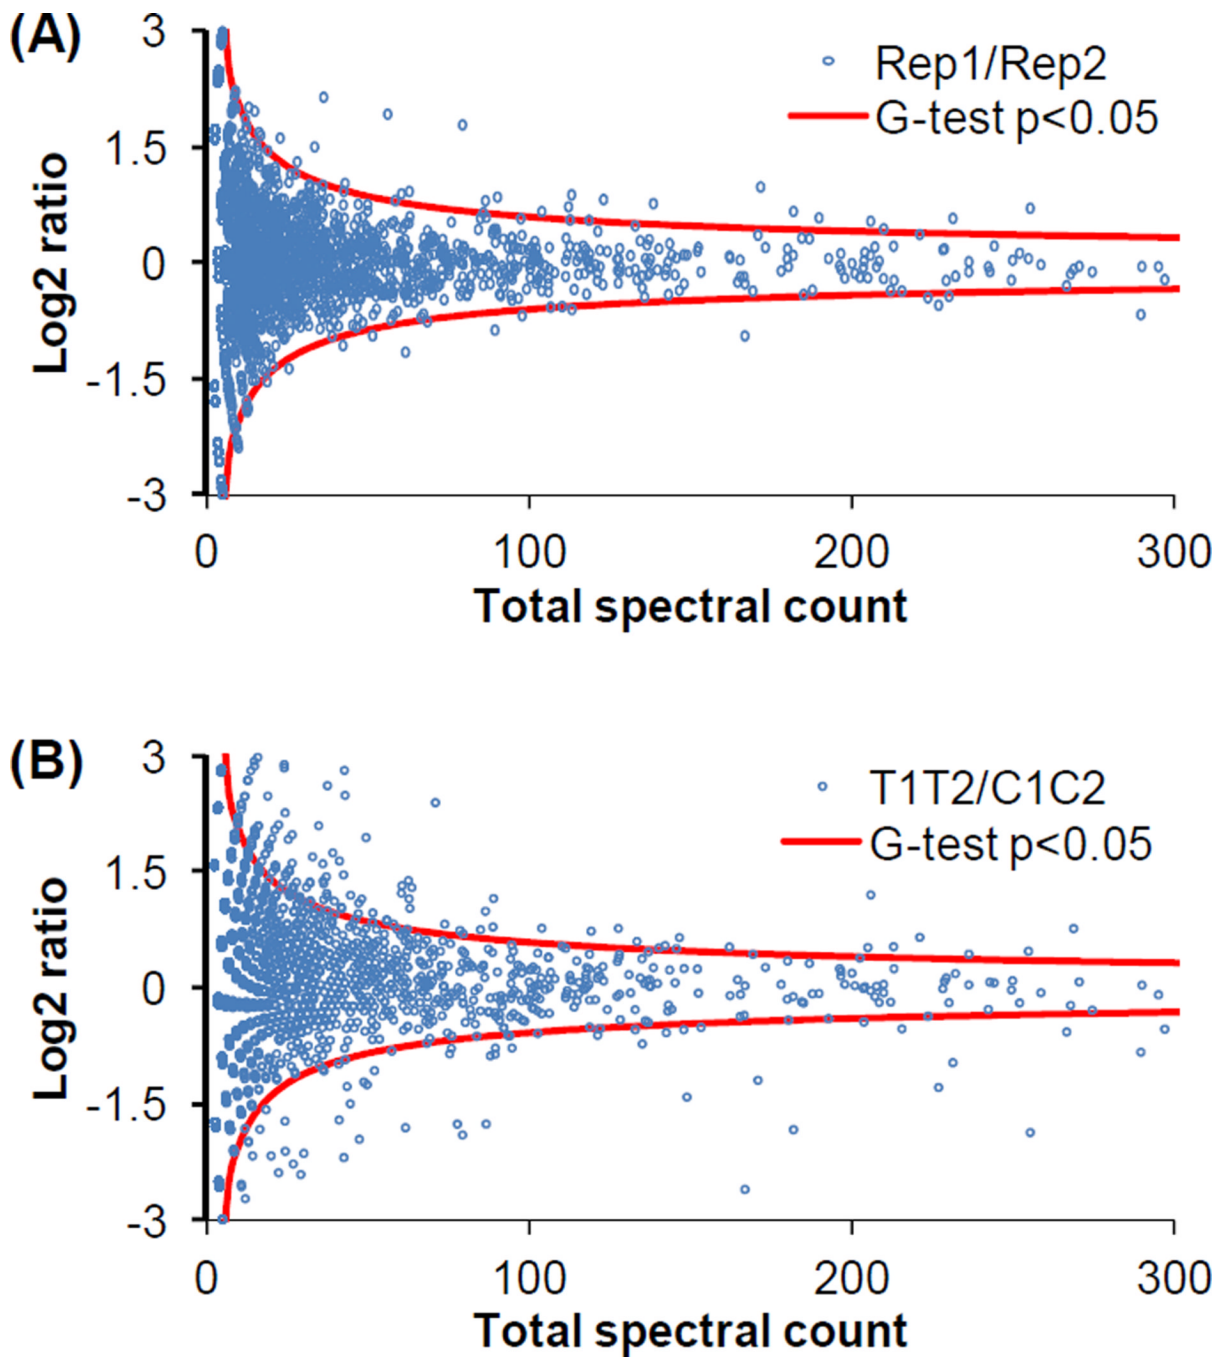 (A)
3
1.5
0
-1.5
-3
Log2 ratio
Rep1/Rep2
G-test p<0.05
0 100 200 300
Total spectral count
(B)
3
1.5
0
-1.5
-3
Log2 ratio
T1T2/C1C2
G-test p<0.05
0 100 200 300
Total spectral count